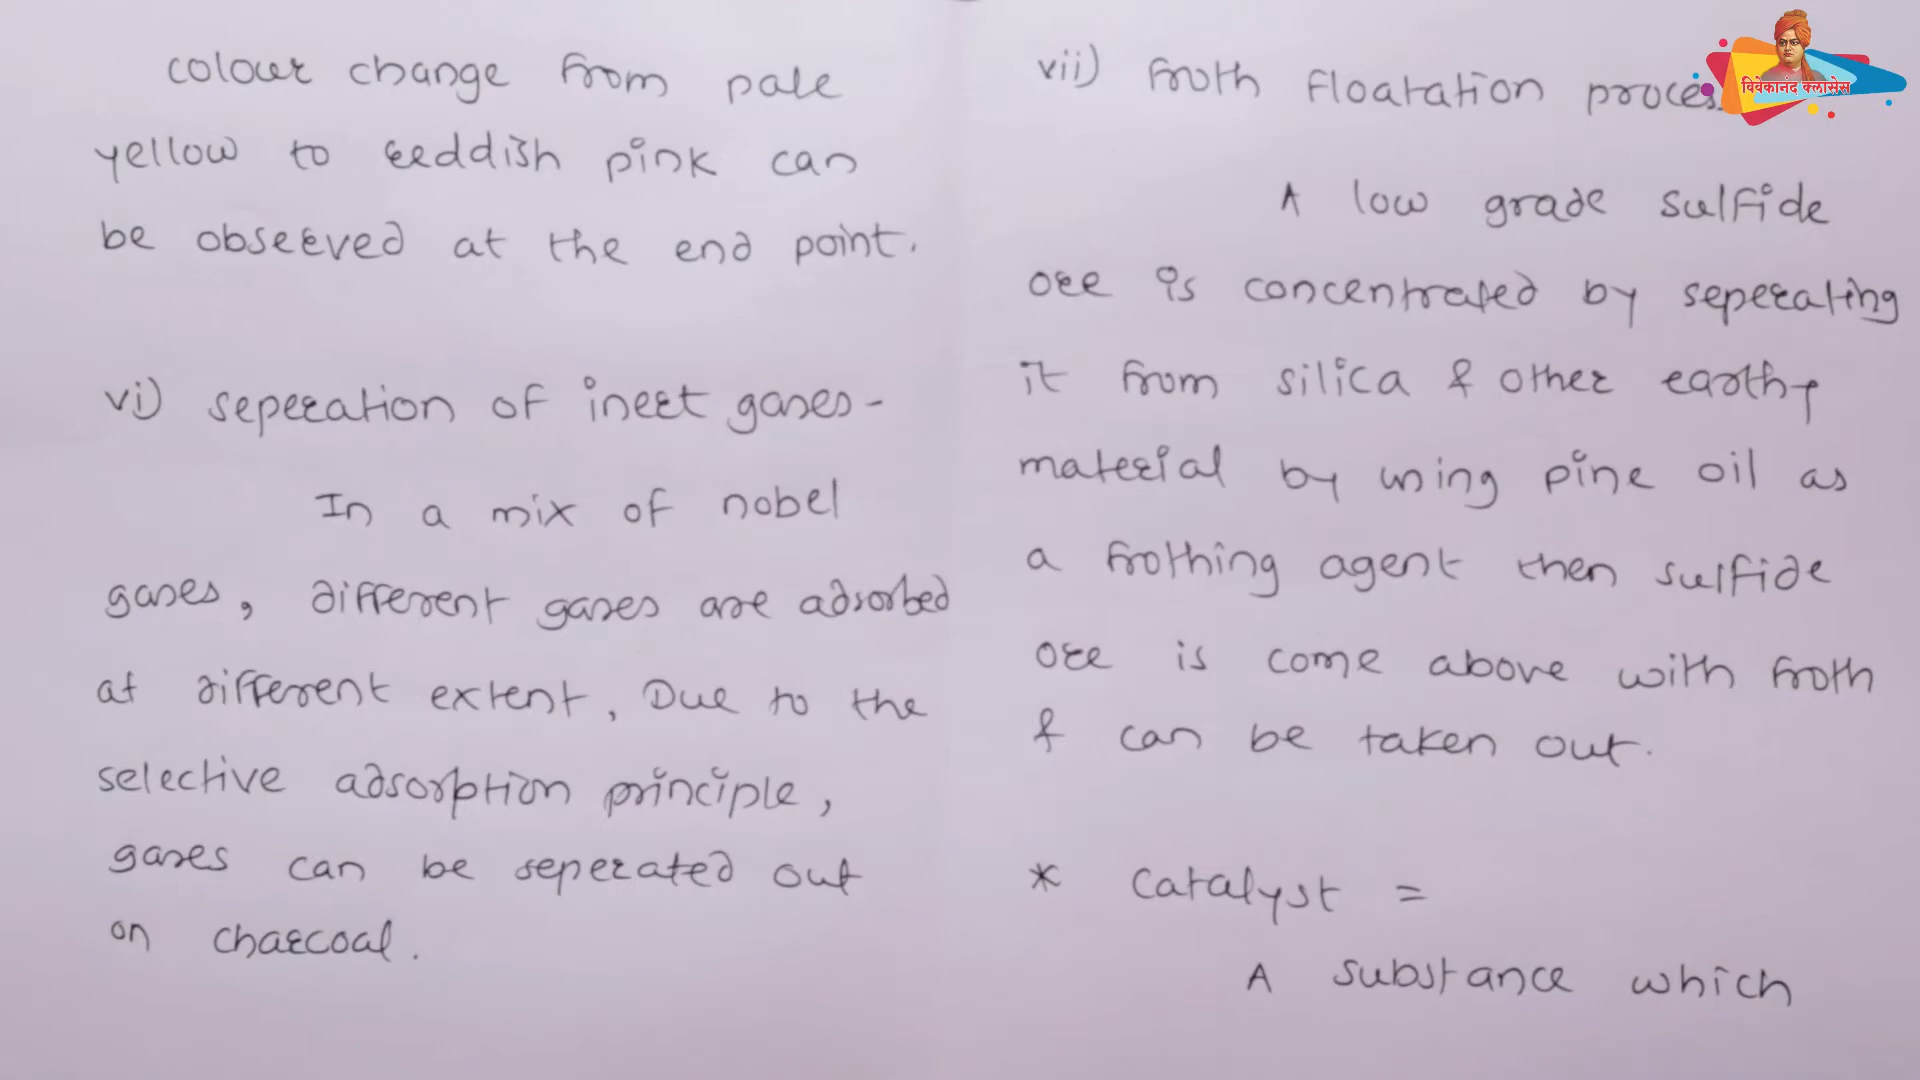 colour change from pale
yellow to reddish pink can
be observed at the end point.
vi) seperation of inert gases -
In a mix of nobel
gases, different gases are adsorbed
at different extent. Due to the
selective adsorption principle,
gases can be seperated out
on charcoal.
vii) Froth Floatation proces
A low grade sulfide
ore is concentrated by seperating
it from silica & other earthy
material by using pine oil as
a frothing agent then sulfide
ore is come above with froth
& can be taken out.
* Catalyst =
A substance which
विवेकानंद क्लासेस